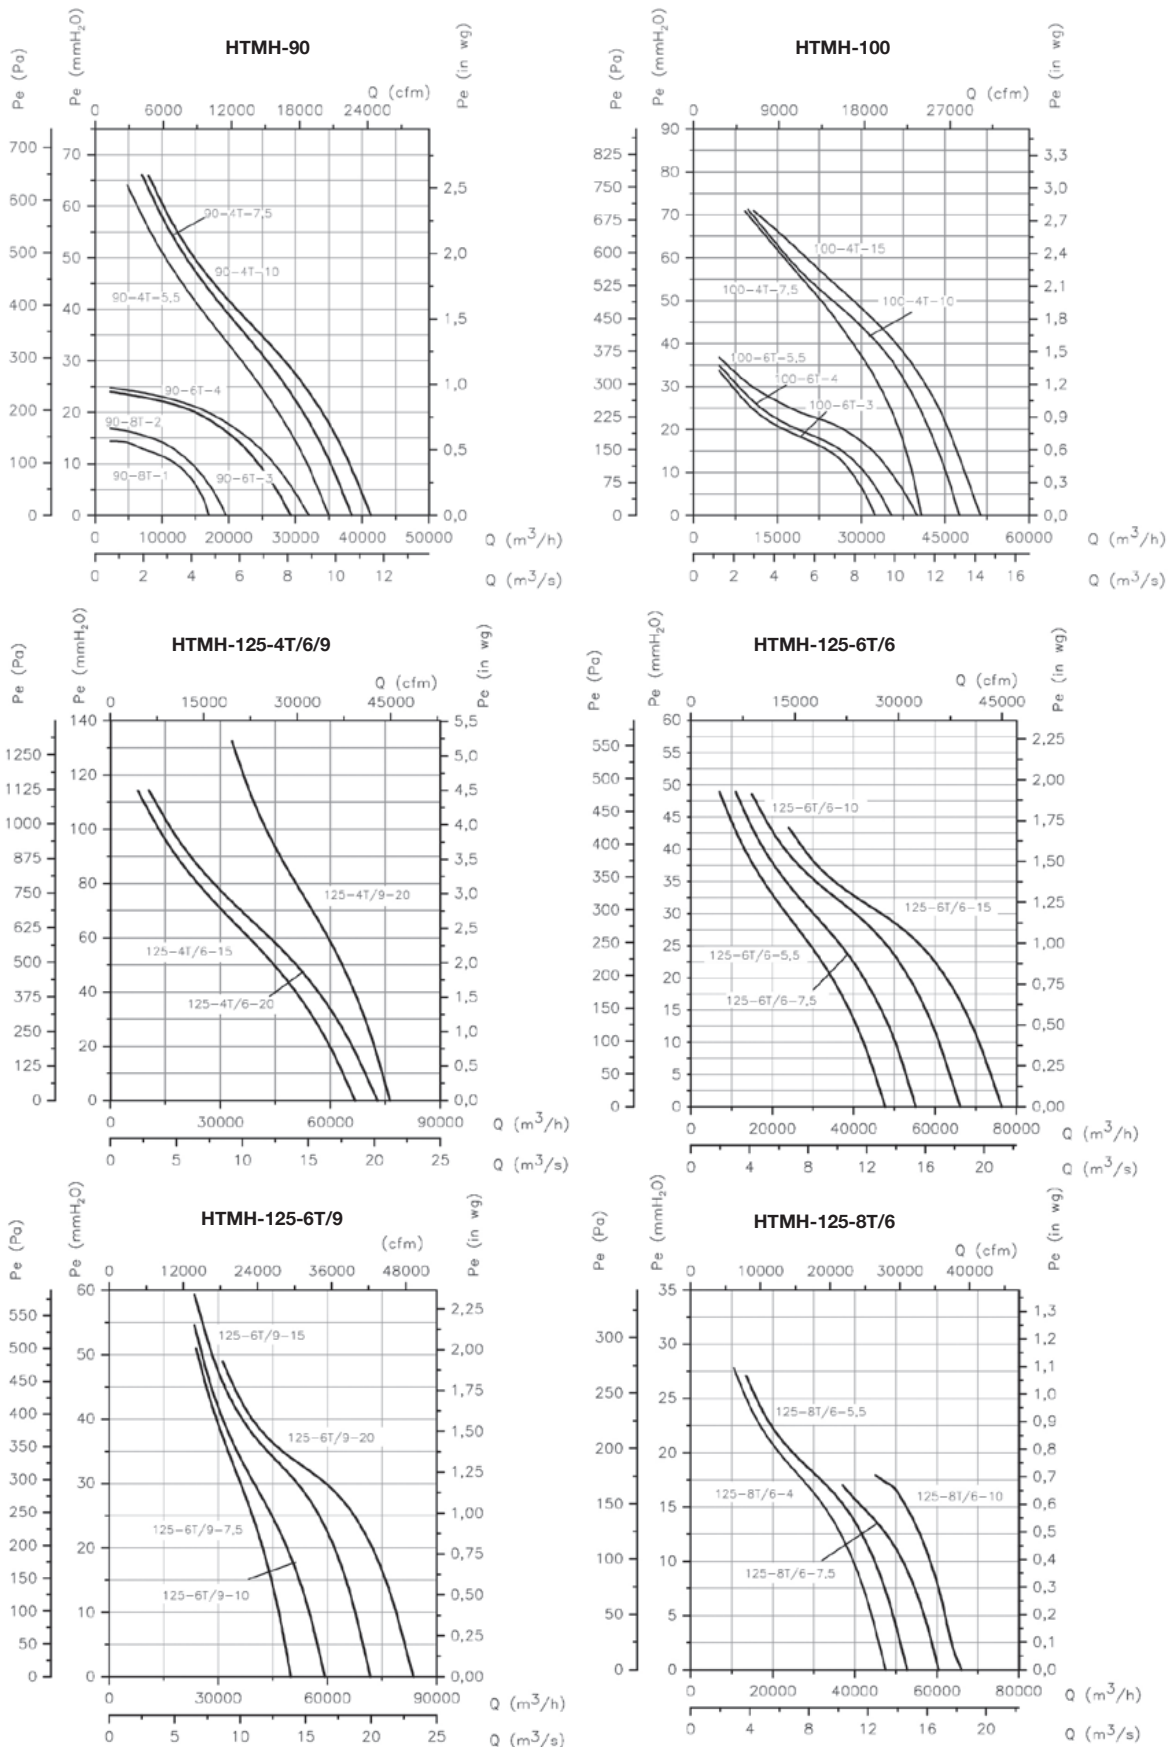 HTMH-90
Pe (Pa)
Pe (mmH2O)
Pe (in wg)
Q (cfm)
0 6000 12000 18000 24000
700
600
500
400
300
200
100
0
70
60
50
40
30
20
10
0
2,5
2,0
1,5
1,0
0,5
0,0
90-4T-7,5
90-4T-10
90-4T-5,5
90-6T-4
90-8T-2
90-8T-1
90-6T-3
0 10000 20000 30000 40000 50000 Q (m³/h)
0 2 4 6 8 10 12 Q (m³/s)
HTMH-100
Pe (Pa)
Pe (mmH2O)
Pe (in wg)
Q (cfm)
0 9000 18000 27000
825
750
675
600
525
450
375
300
225
150
75
0
90
80
70
60
50
40
30
20
10
0
3,3
3,0
2,7
2,4
2,1
1,8
1,5
1,2
0,9
0,6
0,3
0,0
100-4T-15
100-4T-7,5
100-4T-10
100-6T-5,5
100-6T-4
100-6T-3
0 15000 30000 45000 60000 Q (m³/h)
0 2 4 6 8 10 12 14 16 Q (m³/s)
HTMH-125-4T/6/9
Pe (Pa)
Pe (mmH2O)
Pe (in wg)
Q (cfm)
0 15000 30000 45000
1250
1125
1000
875
750
625
500
375
250
125
0
140
120
100
80
60
40
20
0
5,5
5,0
4,5
4,0
3,5
3,0
2,5
2,0
1,5
1,0
0,5
0,0
125-4T/9-20
125-4T/6-15
125-4T/6-20
0 30000 60000 90000 Q (m³/h)
0 5 10 15 20 25 Q (m³/s)
HTMH-125-6T/6
Pe (Pa)
Pe (mmH2O)
Pe (in wg)
Q (cfm)
0 15000 30000 45000
550
500
450
400
350
300
250
200
150
100
50
0
60
55
50
45
40
35
30
25
20
15
10
5
0
2,25
2,00
1,75
1,50
1,25
1,00
0,75
0,50
0,25
0,00
125-6T/6-10
125-6T/6-15
125-6T/6-5,5
125-6T/6-7,5
0 20000 40000 60000 80000 Q (m³/h)
0 4 8 12 16 20 Q (m³/s)
HTMH-125-6T/9
Pe (Pa)
Pe (mmH2O)
Pe (in wg)
(cfm)
0 12000 24000 36000 48000
550
500
450
400
350
300
250
200
150
100
50
0
60
50
40
30
20
10
0
2,25
2,00
1,75
1,50
1,25
1,00
0,75
0,50
0,25
0,00
125-6T/9-15
125-6T/9-20
125-6T/9-7,5
125-6T/9-10
0 30000 60000 90000 Q (m³/h)
0 5 10 15 20 25 Q (m³/s)
HTMH-125-8T/6
Pe (Pa)
Pe (mmH2O)
Pe (in wg)
Q (cfm)
0 10000 22000 30000 40000
300
250
200
150
100
50
0
35
30
25
20
15
10
5
0
1,3
1,2
1,1
1,0
0,9
0,8
0,7
0,6
0,5
0,4
0,3
0,2
0,1
0,0
125-8T/6-5,5
125-8T/6-4
125-8T/6-10
125-8T/6-7,5
0 20000 40000 60000 80000 Q (m³/h)
0 4 8 12 16 20 Q (m³/s)